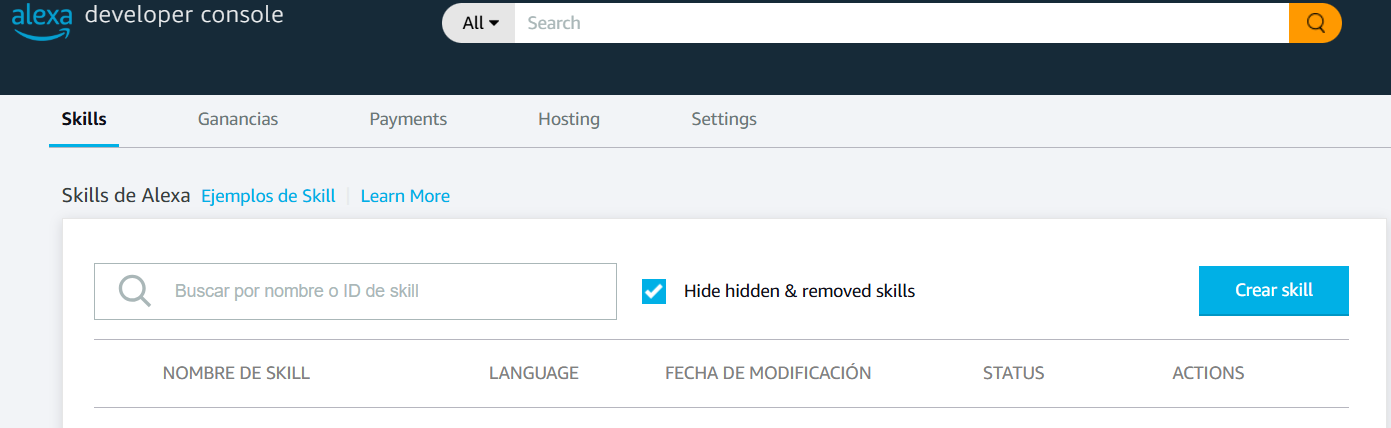 alexa developer console
All Search
Skills Ganancias Payments Hosting Settings
Skills de Alexa Ejemplos de Skill Learn More
Buscar por nombre o ID de skill Hide hidden & removed skills Crear skill
NOMBRE DE SKILL LANGUAGE FECHA DE MODIFICACIÓN STATUS ACTIONS